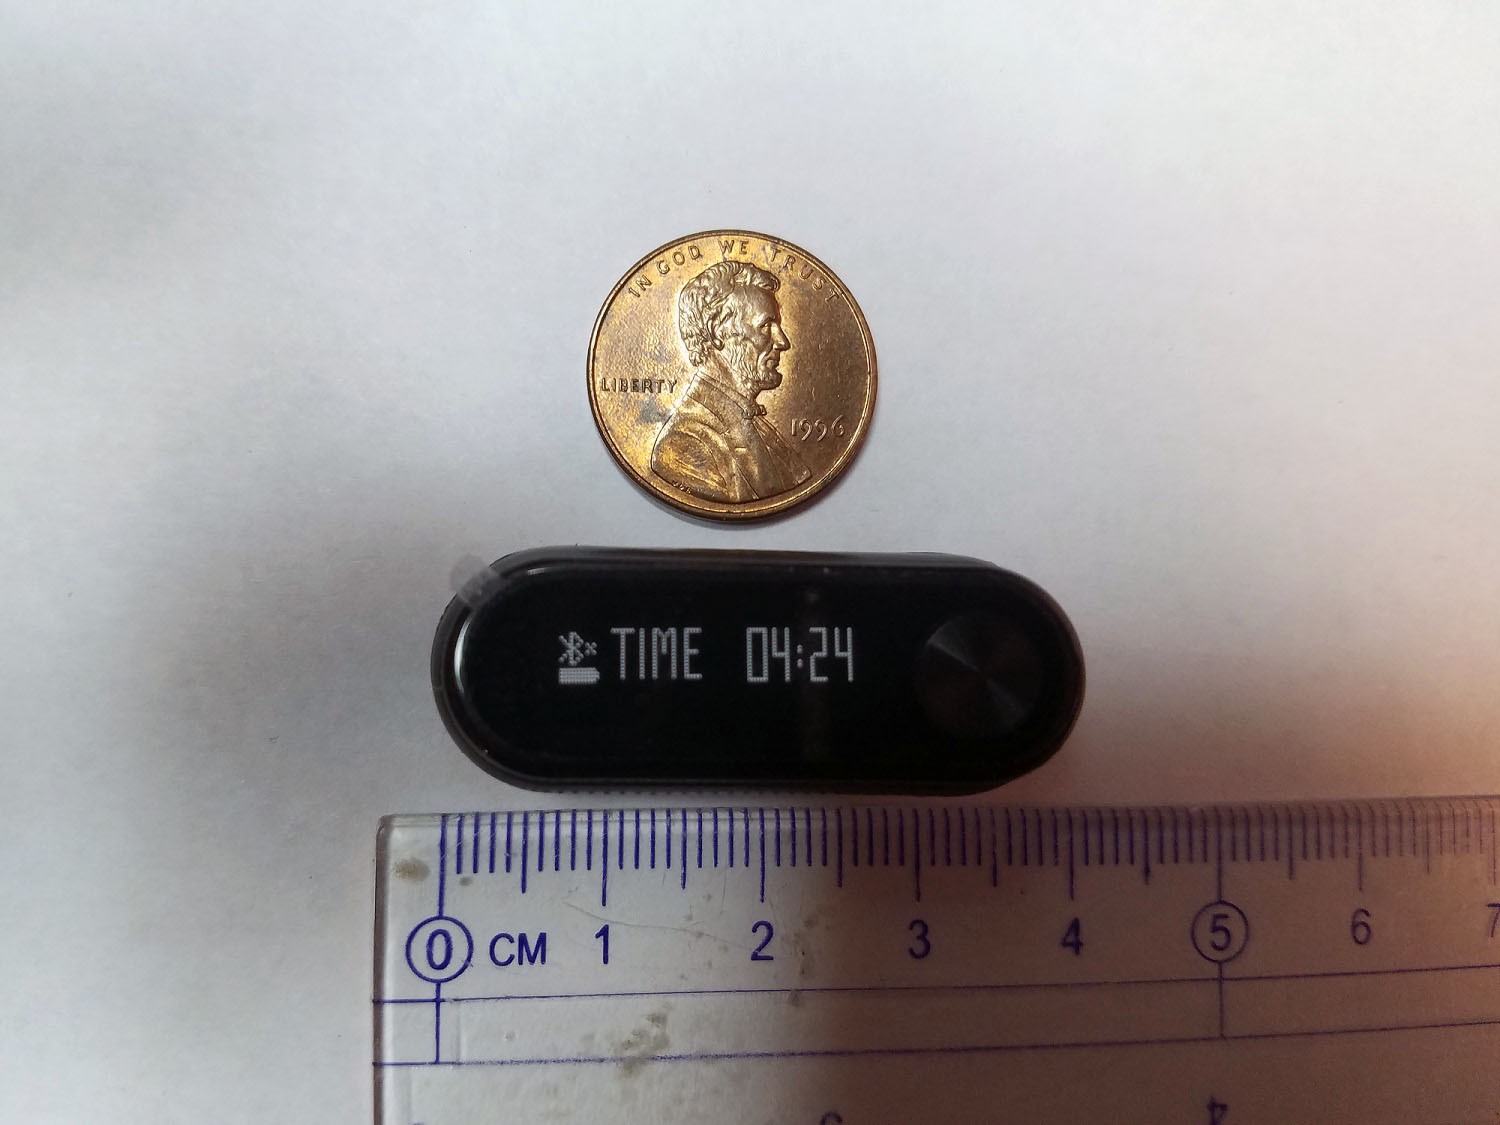 IN GOD WE TRUST
LIBERTY
1996
TIME 04:24
0 CM 1 2 3 4 5 6 7